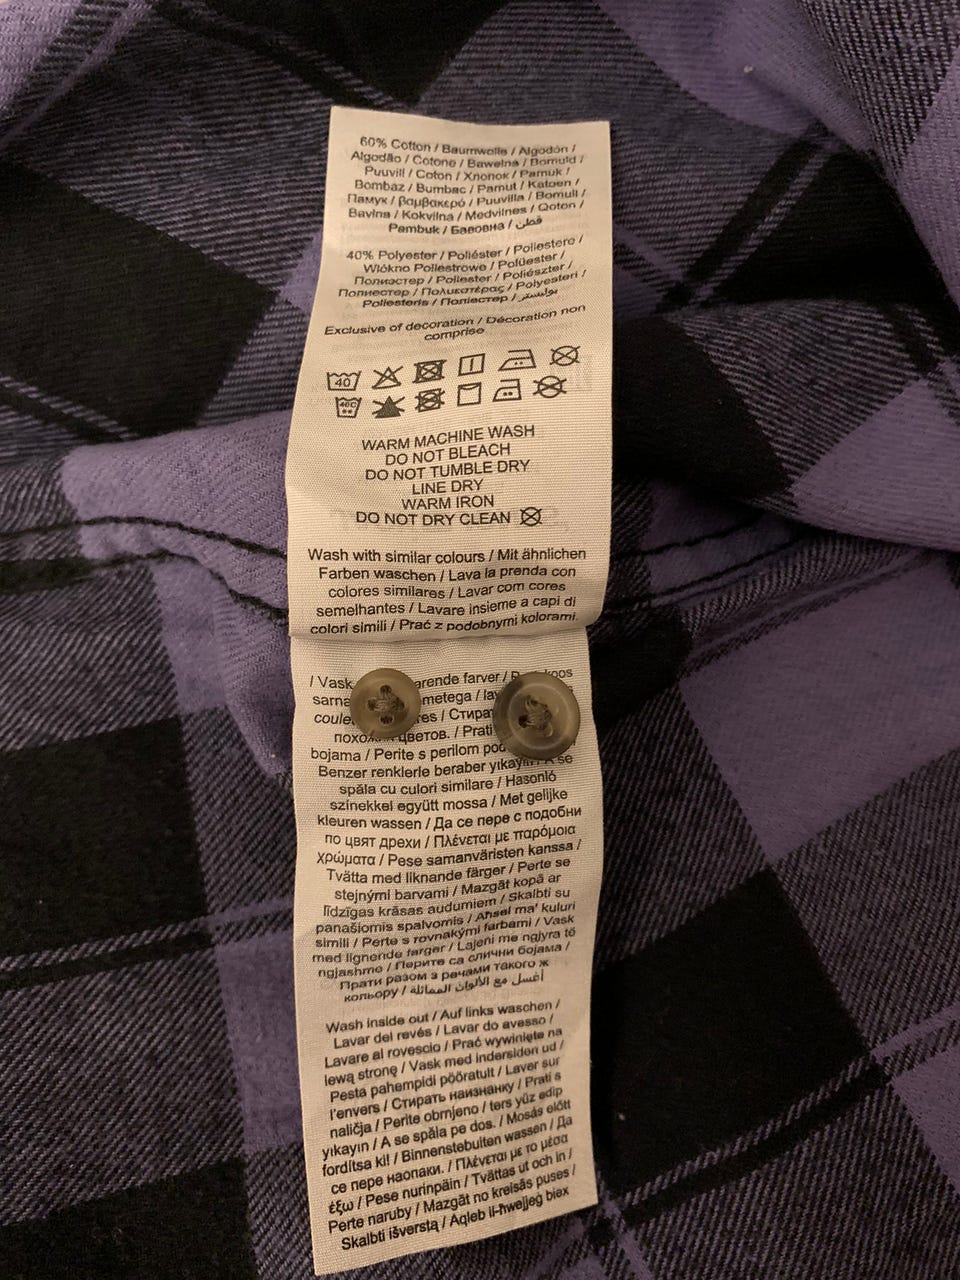 60% Cotton / Baumwolle / Algodón /
Algodão / Cotone / Bawełna / Bomuld /
Puuvill / Coton / Хлопок / Pamuk /
Bombaz / Bumbac / Pamut / Katoen /
Памук / βαμβακερό / Puuvilla / Bomull /
Bavlna / Kokvilna / Medvilnes / Qoton /
Pambuk / Бавовна / قطن
40% Polyester / Poliéster / Poliestere /
Włókno Poliestrowe / Polüester /
Полиэстер / Poliester / Poliészter /
Полиестер / Πολυεστέρας / Polyesteri /
Poliesteris / Поліестер / بوليستر
Exclusive of decoration / Décoration non
comprise
40
40C
WARM MACHINE WASH
DO NOT BLEACH
DO NOT TUMBLE DRY
LINE DRY
WARM IRON
DO NOT DRY CLEAN
Wash with similar colours / Mit ähnlichen
Farben waschen / Lava la prenda con
colores similares / Lavar com cores
semelhantes / Lavare insieme a capi di
colori simili / Prać z podobnymi kolorami.
/ Vask arende farver / koos
sarna metega /
Стира
цветов. / Prati
bojama / Perite s perilom
Benzer renklerle beraber yıkayın / A se
spăla cu culori similare / Hasonló
színekkel együtt mossa / Met gelijke
kleuren wassen / Да се пере с подобни
по цвят дрехи / Πλένεται με παρόμοια
χρώματα / Pese samanväristen kanssa /
Tvätta med liknande färger / Perte se
stejnými barvami / Mazgāt kopā ar
līdzīgas krāsas audumiem / Skalbti su
panašiomis spalvomis / Aħsel ma' kuluri
simili / Perte s rovnakými farbami / Vask
med lignende farger / Lajeni me ngjyra të
ngjashme / Перите са слични бојама /
Прати разом з речами такого ж
кольору / أغسل مع الألوان المماثلة
Wash inside out / Auf links waschen /
Lavar del revés / Lavar do avesso /
Lavare al rovescio / Prać wywinięte na
lewą stronę / Vask med indersiden ud /
Pesta pahempidi pööratult / Laver sur
l'envers / Стирать наизнанку / Prati s
naličja / Perite obrnjeno / ters yüz edip
yıkayın / A se spăla pe dos. / Mosás előtt
fordítsa ki! / Binnenstebuiten wassen / Да
се пере наопаки. / Πλένεται με το μέσα
έξω / Pese nurinpäin / Tvättas ut och in /
Perte naruby / Mazgāt no kreisās puses /
Skalbti išverstą / Aqleb il-ħwejjeġ biex